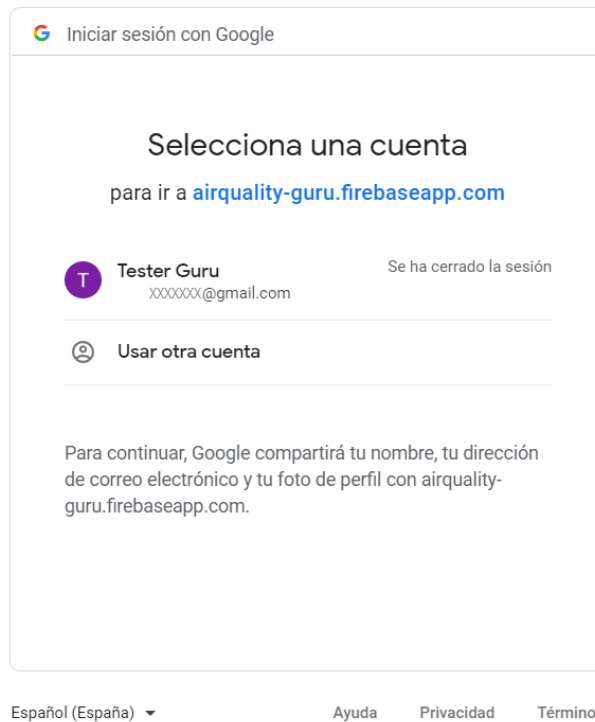 Iniciar sesión con Google
Selecciona una cuenta
para ir a airquality-guru.firebaseapp.com
T
Tester Guru
Se ha cerrado la sesión
XXXXXXX@gmail.com
Usar otra cuenta
Para continuar, Google compartirá tu nombre, tu dirección
de correo electrónico y tu foto de perfil con airquality-
guru.firebaseapp.com.
Español (España) Ayuda Privacidad Término